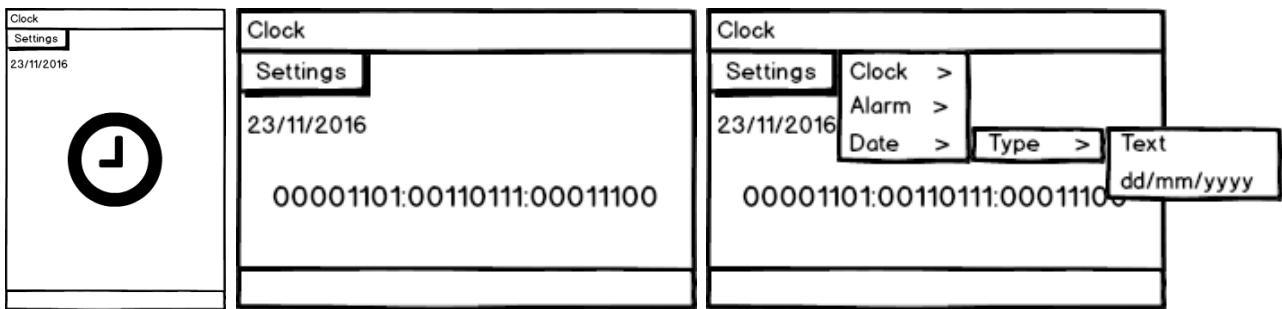 Clock
Settings
23/11/2016
Clock
Settings
23/11/2016
00001101:00110111:00011100
Clock
Settings
Clock >
Alarm >
Date >
Type >
Text
dd/mm/yyyy
23/11/2016
00001101:00110111:00011100